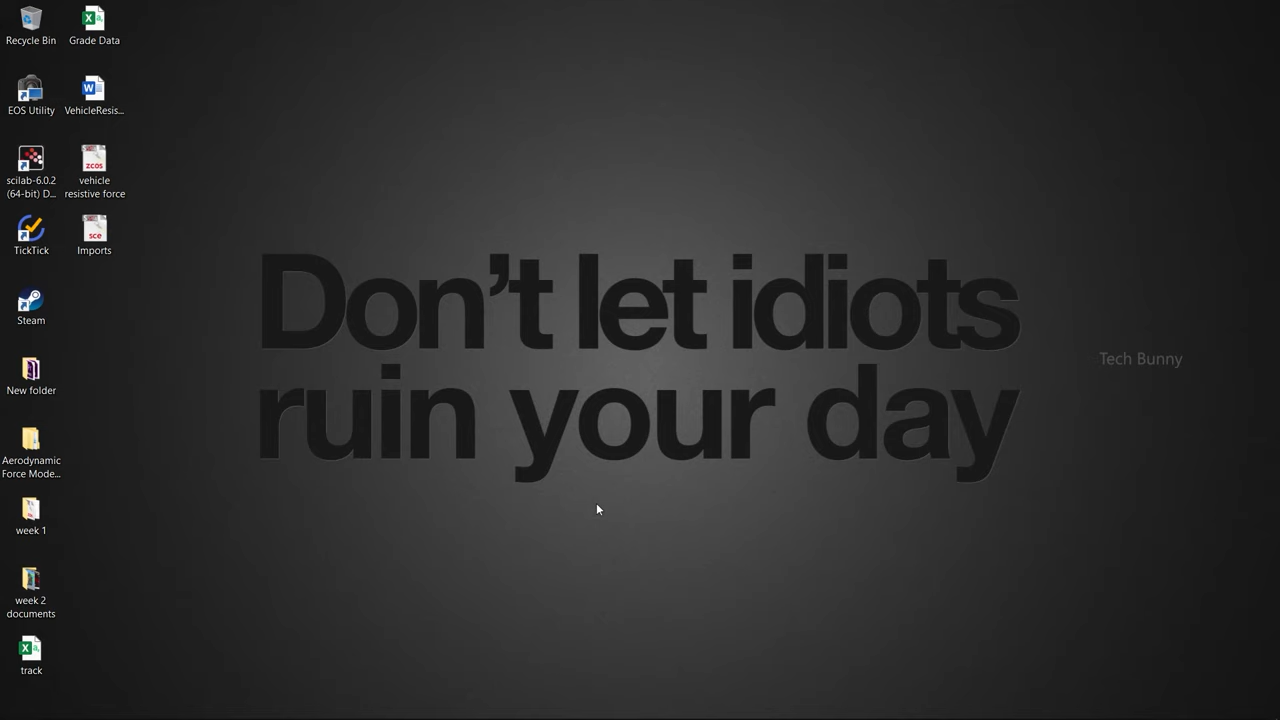 Recycle Bin
Grade Data
EOS Utility
VehicleResis...
scilab-6.0.2
(64-bit) D...
zcos
vehicle
resistive force
TickTick
sce
Imports
Steam
New folder
Aerodynamic
Force Mode...
week 1
week 2
documents
track
Don't let idiots
ruin your day
Tech Bunny